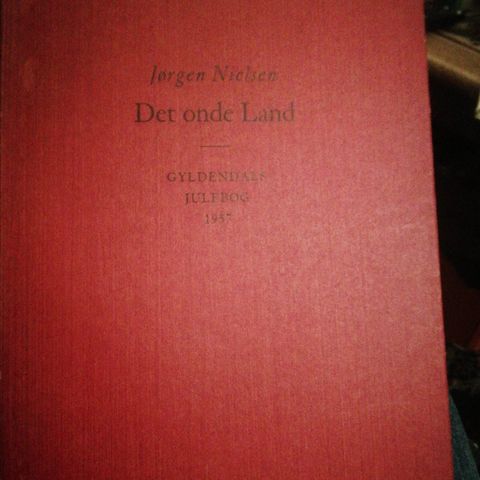 Jørgen Nielsen
Det onde Land
GYLDENDALS
JULEBOG
1957